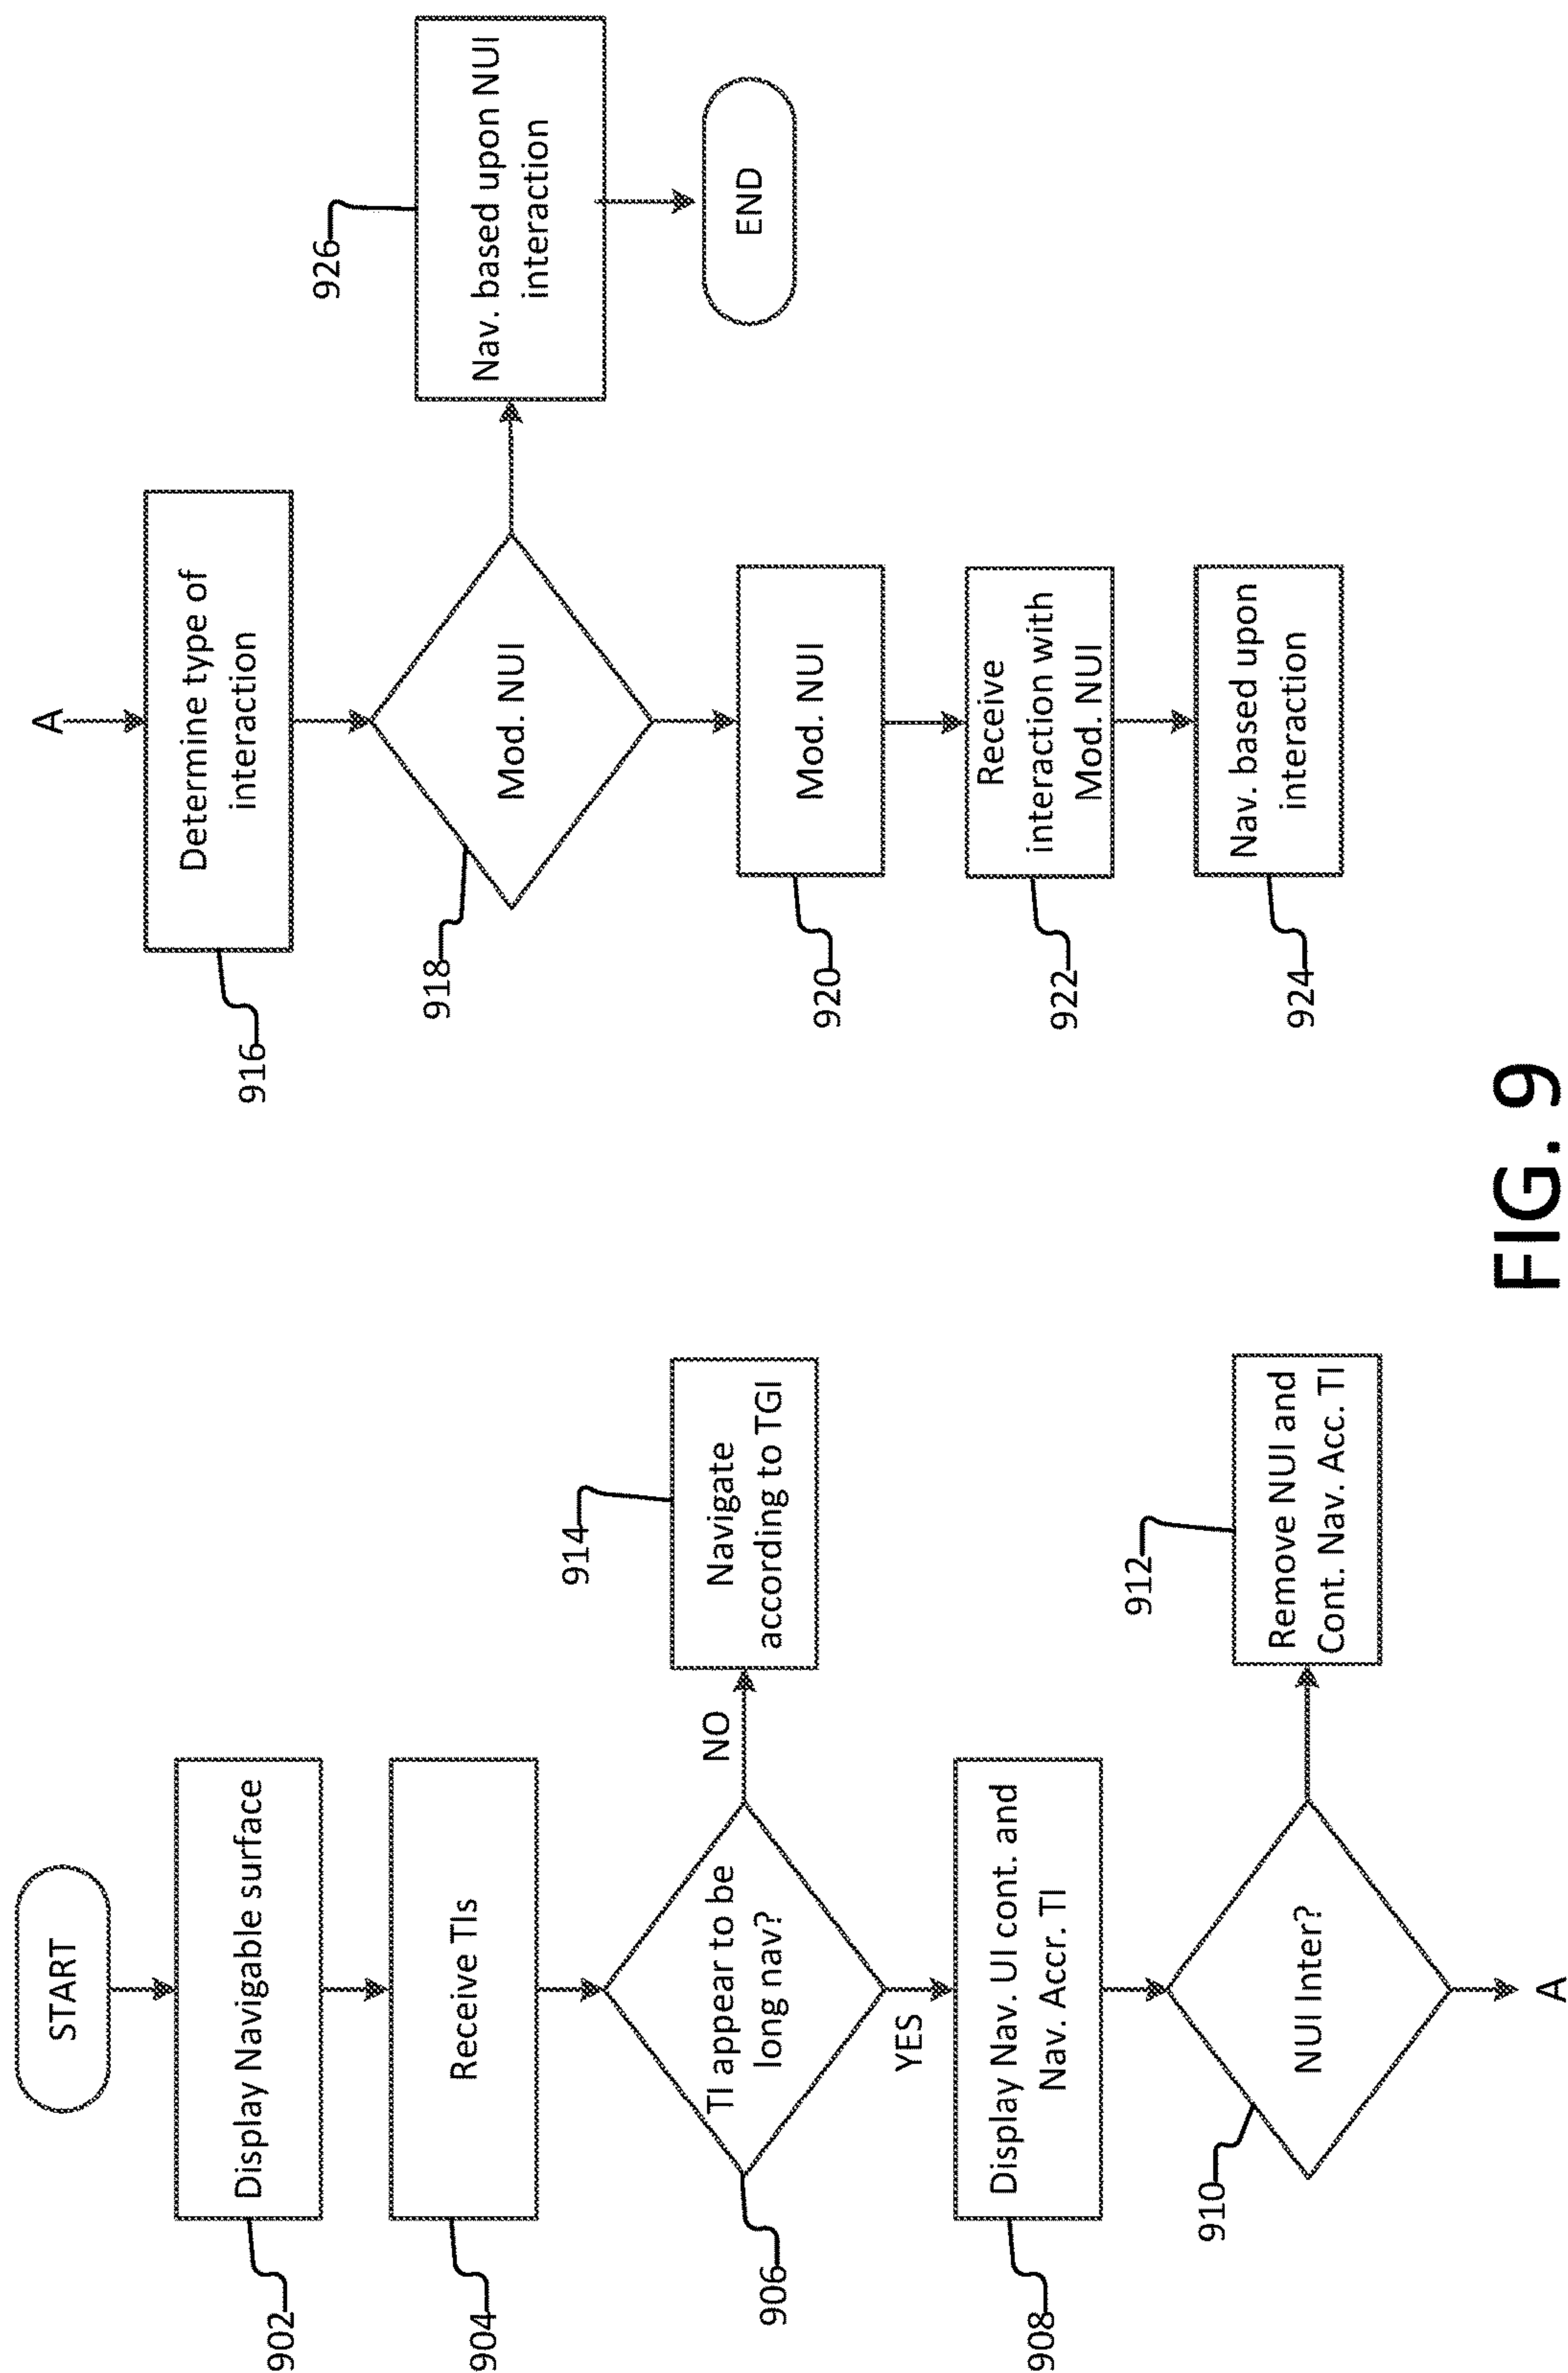 START
902
Display Navigable surface
904
Receive TIs
906
TI appear to be
long nav?
NO
914
Navigate
according to TGI
YES
908
Display Nav. UI cont. and
Nav. Accr. TI
910
NUI Inter?
912
Remove NUI and
Cont. Nav. Acc. TI
A
A
916
Determine type of
interaction
918
Mod. NUI
926
Nav. based upon NUI
interaction
END
920
Mod. NUI
922
Receive
interaction with
Mod. NUI
924
Nav. based upon
interaction
FIG. 9